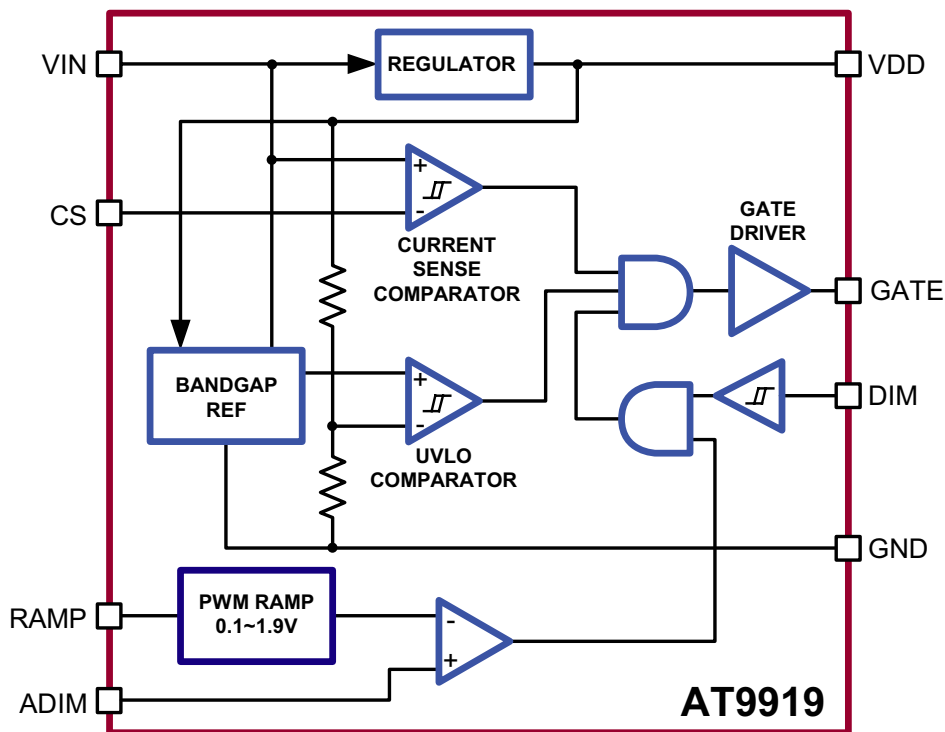 VIN
REGULATOR
VDD
+
-
CS
CURRENT
SENSE
COMPARATOR
GATE
DRIVER
GATE
BANDGAP
REF
+
-
UVLO
COMPARATOR
DIM
GND
RAMP
PWM RAMP
0.1~1.9V
-
+
ADIM
AT9919